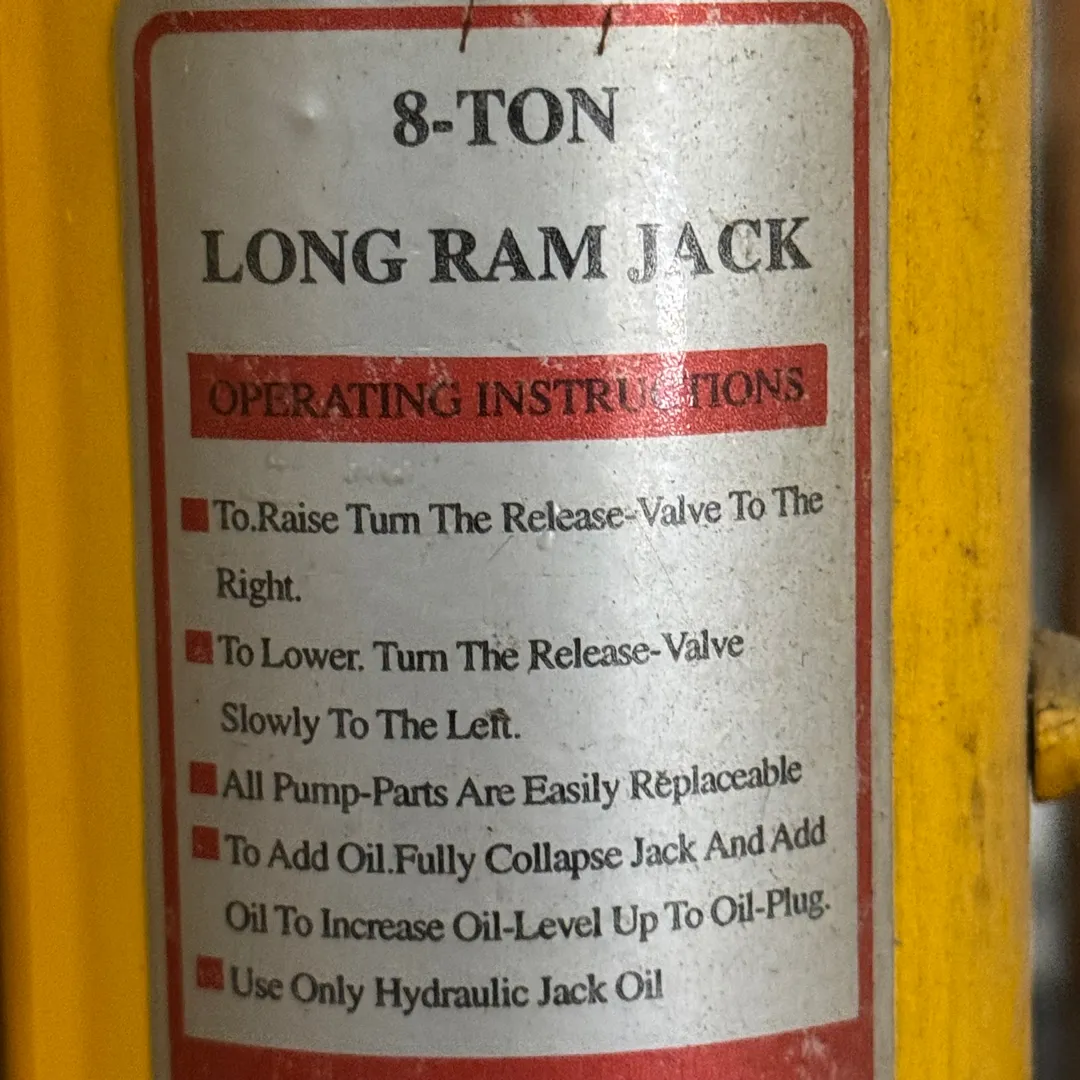 8-TON
LONG RAM JACK
OPERATING INSTRUCTIONS
To.Raise Turn The Release-Valve To The
Right.
To Lower. Turn The Release-Valve
Slowly To The Left.
All Pump-Parts Are Easily Replaceable
To Add Oil.Fully Collapse Jack And Add
Oil To Increase Oil-Level Up To Oil-Plug.
Use Only Hydraulic Jack Oil